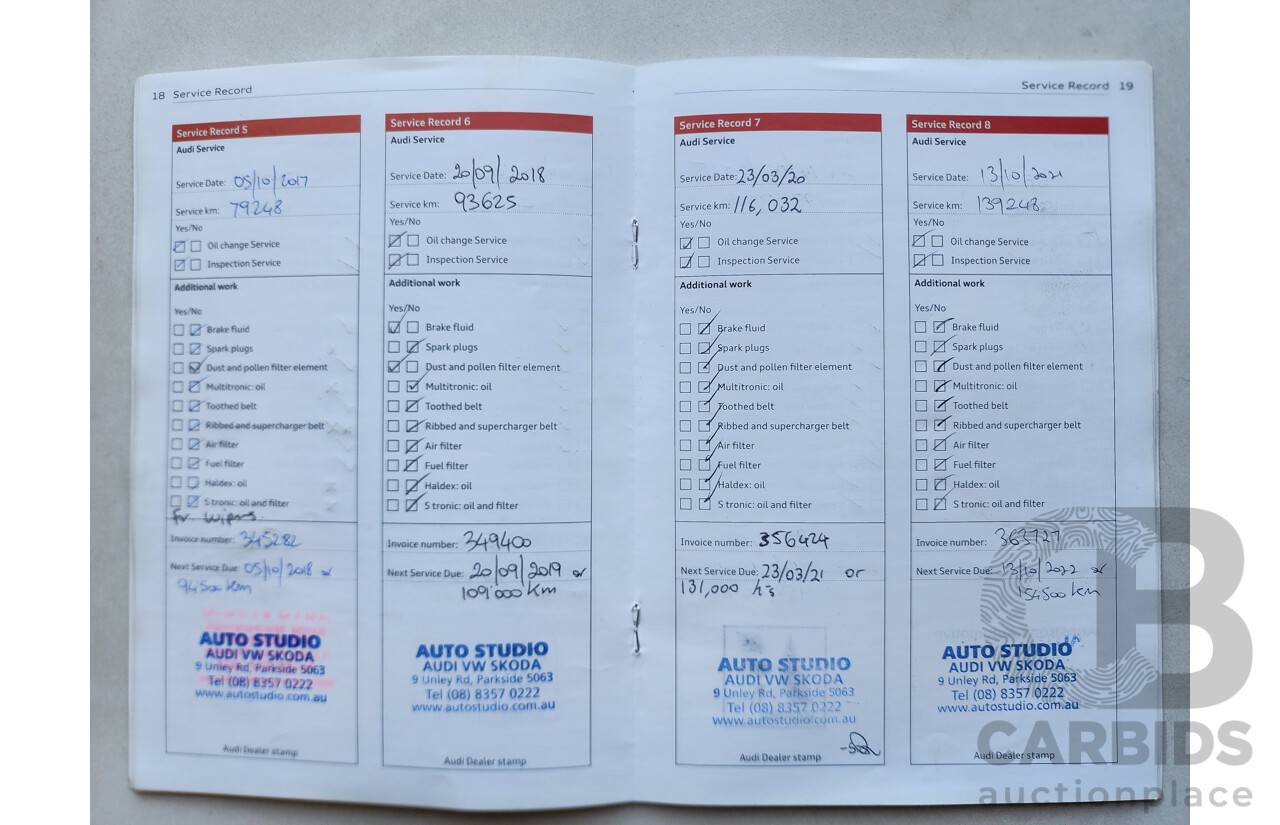 18 Service Record
Service Record 5
Audi Service
Service Date: 05/10/2017
Service km: 79248
Yes/No
Oil change Service
Inspection Service
Additional work
Yes/No
Brake fluid
Spark plugs
Dust and pollen filter element
Multitronic: oil
Toothed belt
Ribbed and supercharger belt
Air filter
Fuel filter
Haldex: oil
S tronic: oil and filter
Fr wipers.
Invoice number: 345282
Next Service Due: 05/10/2018 or
94500 km
AUTO STUDIO
AUDI VW SKODA
9 Unley Rd, Parkside 5063
Tel (08) 8357 0222
www.autostudio.com.au
Audi Dealer stamp
Service Record 6
Audi Service
Service Date: 20/09/2018
Service km: 93625
Yes/No
Oil change Service
Inspection Service
Additional work
Yes/No
Brake fluid
Spark plugs
Dust and pollen filter element
Multitronic: oil
Toothed belt
Ribbed and supercharger belt
Air filter
Fuel filter
Haldex: oil
S tronic: oil and filter
Invoice number: 349400
Next Service Due: 20/09/2019 or
109'000 km
AUTO STUDIO
AUDI VW SKODA
9 Unley Rd, Parkside 5063
Tel (08) 8357 0222
www.autostudio.com.au
Audi Dealer stamp
Service Record 19
Service Record 7
Audi Service
Service Date: 23/03/20
Service km: 116,032
Yes/No
Oil change Service
Inspection Service
Additional work
Yes/No
Brake fluid
Spark plugs
Dust and pollen filter element
Multitronic: oil
Toothed belt
Ribbed and supercharger belt
Air filter
Fuel filter
Haldex: oil
S tronic: oil and filter
Invoice number: 356424
Next Service Due: 23/03/21 or
131,000
AUTO STUDIO
AUDI VW SKODA
9 Unley Rd, Parkside 5063
Tel (08) 8357 0222
www.autostudio.com.au
Audi Dealer stamp
Service Record 8
Audi Service
Service Date: 13/10/2021
Service km: 139248
Yes/No
Oil change Service
Inspection Service
Additional work
Yes/No
Brake fluid
Spark plugs
Dust and pollen filter element
Multitronic: oil
Toothed belt
Ribbed and supercharger belt
Air filter
Fuel filter
Haldex: oil
S tronic: oil and filter
Invoice number: 363727
Next Service Due: 13/10/2022 or
154500 km
AUTO STUDIO
AUDI VW SKODA
9 Unley Rd, Parkside 5063
Tel (08) 8357 0222
www.autostudio.com.au
Audi Dealer stamp
CB
CARBIDS
auctionplace